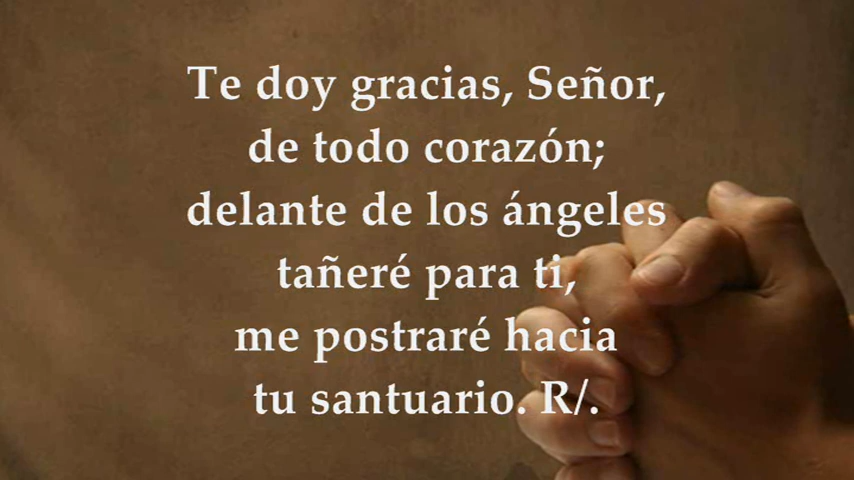 Te doy gracias, Señor,
de todo corazón;
delante de los ángeles
tañeré para ti,
me postraré hacia
tu santuario. R/.